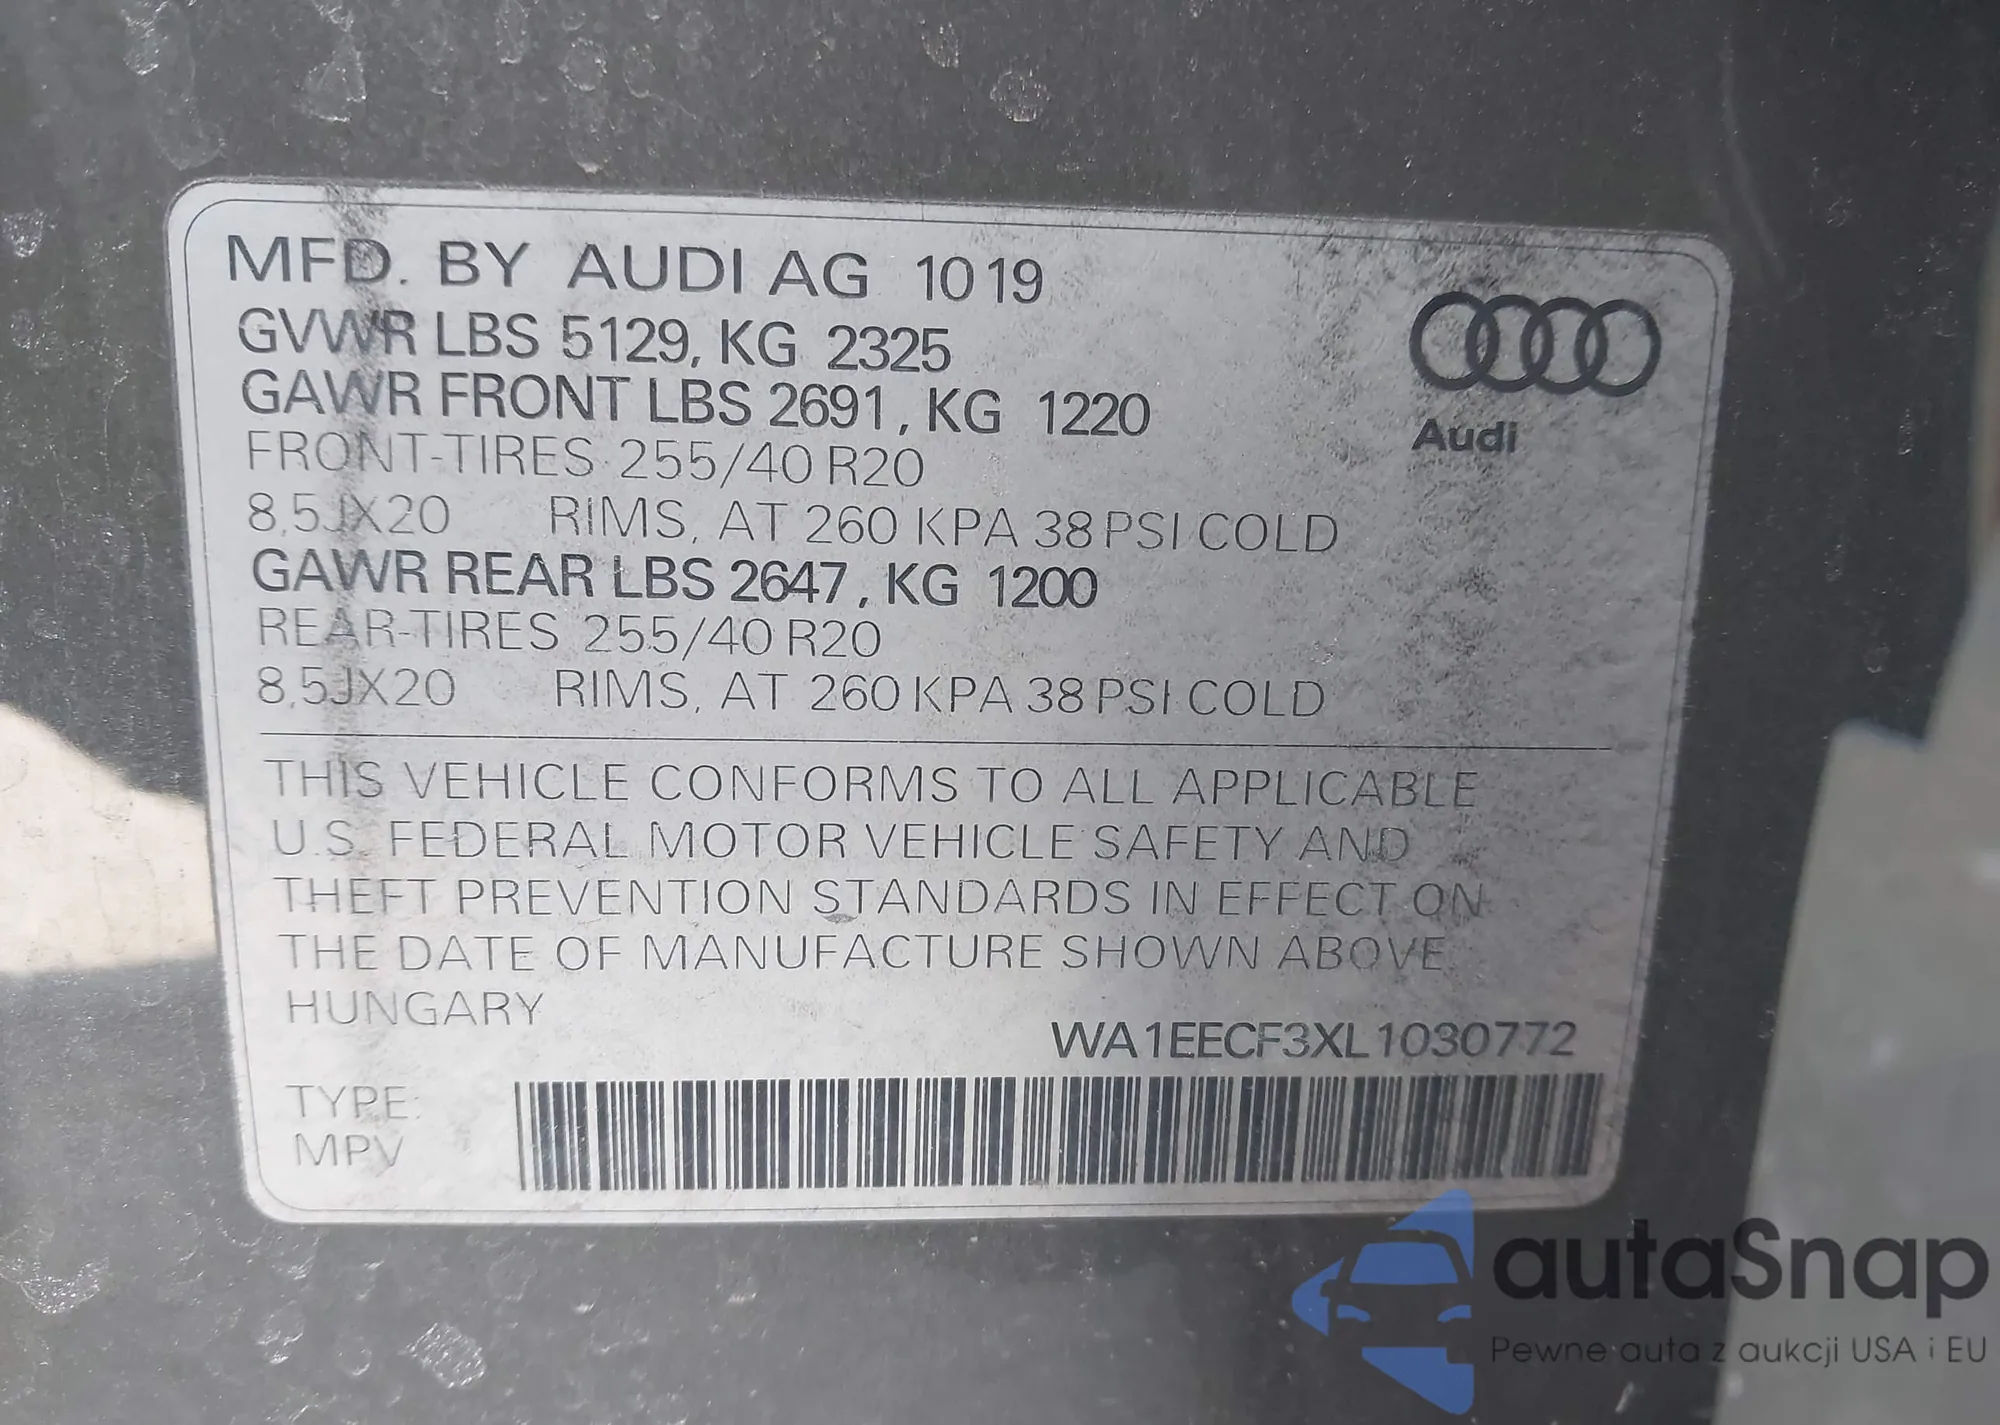 MFD. BY AUDI AG 10 19
GVWR LBS 5129, KG 2325
GAWR FRONT LBS 2691, KG 1220
FRONT-TIRES 255/40 R20
8,5JX20 RIMS, AT 260 KPA 38 PSI COLD
GAWR REAR LBS 2647, KG 1200
REAR-TIRES 255/40 R20
8,5JX20 RIMS, AT 260 KPA 38 PSI COLD
Audi
THIS VEHICLE CONFORMS TO ALL APPLICABLE
U.S. FEDERAL MOTOR VEHICLE SAFETY AND
THEFT PREVENTION STANDARDS IN EFFECT ON
THE DATE OF MANUFACTURE SHOWN ABOVE.
HUNGARY
WA1EECF3XL1030772
TYPE:
MPV
autaSnap
Pewne auta z aukcji USA i EU